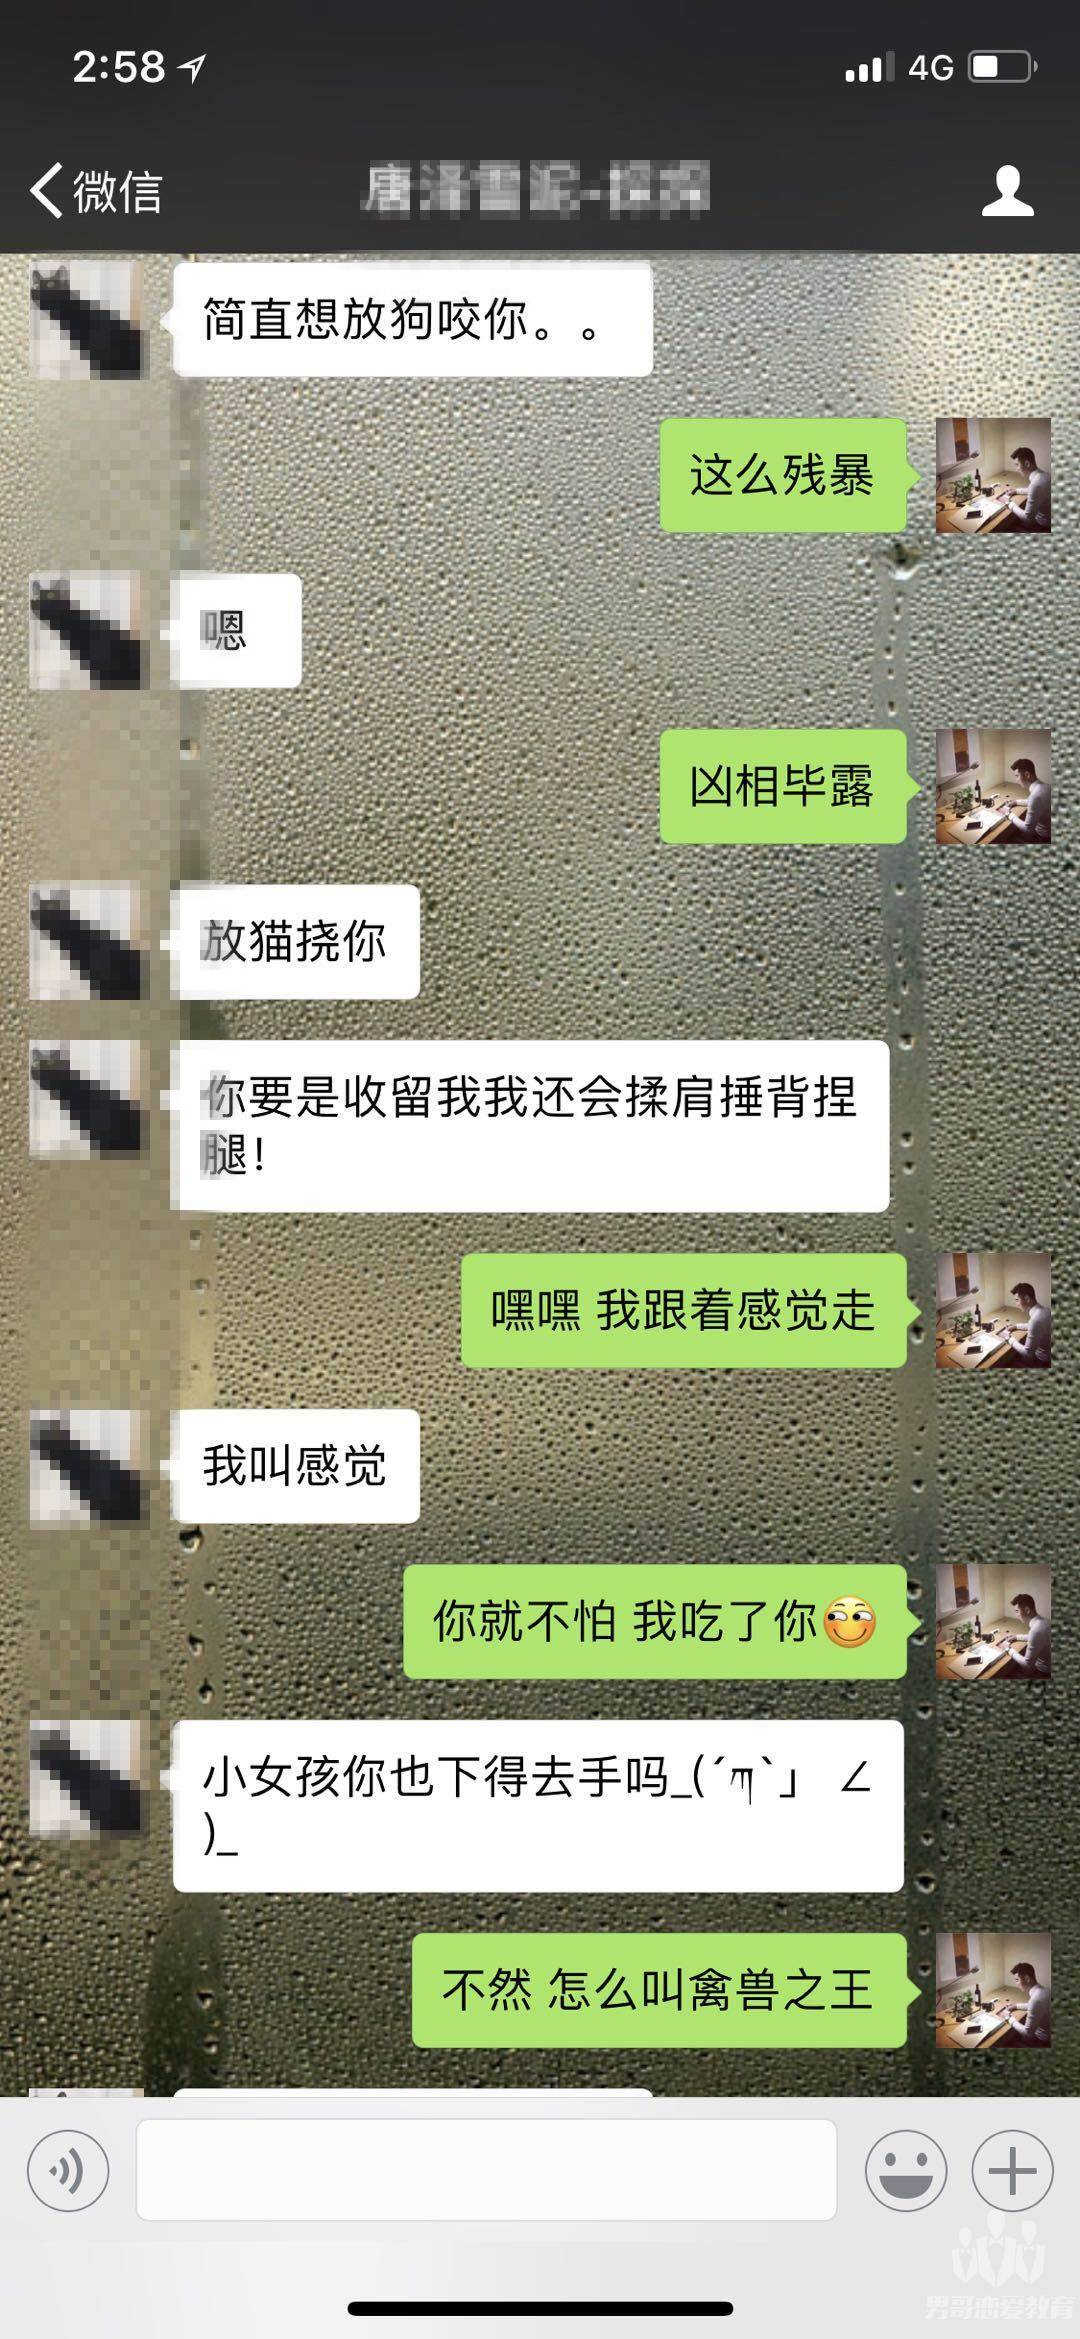 2:58
4G
微信
简直想放狗咬你。。
这么残暴
嗯
凶相毕露
放猫挠你
你要是收留我我还会揉肩捶背捏
腿！
嘿嘿 我跟着感觉走
我叫感觉
你就不怕 我吃了你
小女孩你也下得去手吗_(´ཀ`」 ∠
)_
不然 怎么叫禽兽之王
男哥恋爱教育